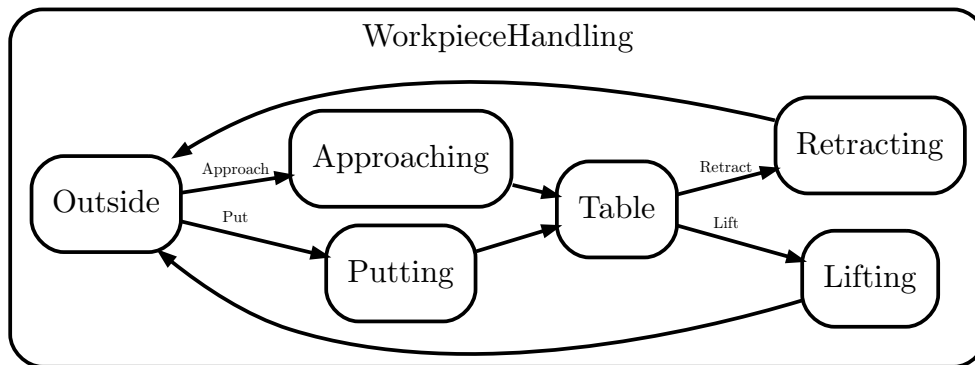 WorkpieceHandling
Approaching
Retracting
Approach
Retract
Outside
Table
Put
Lift
Putting
Lifting